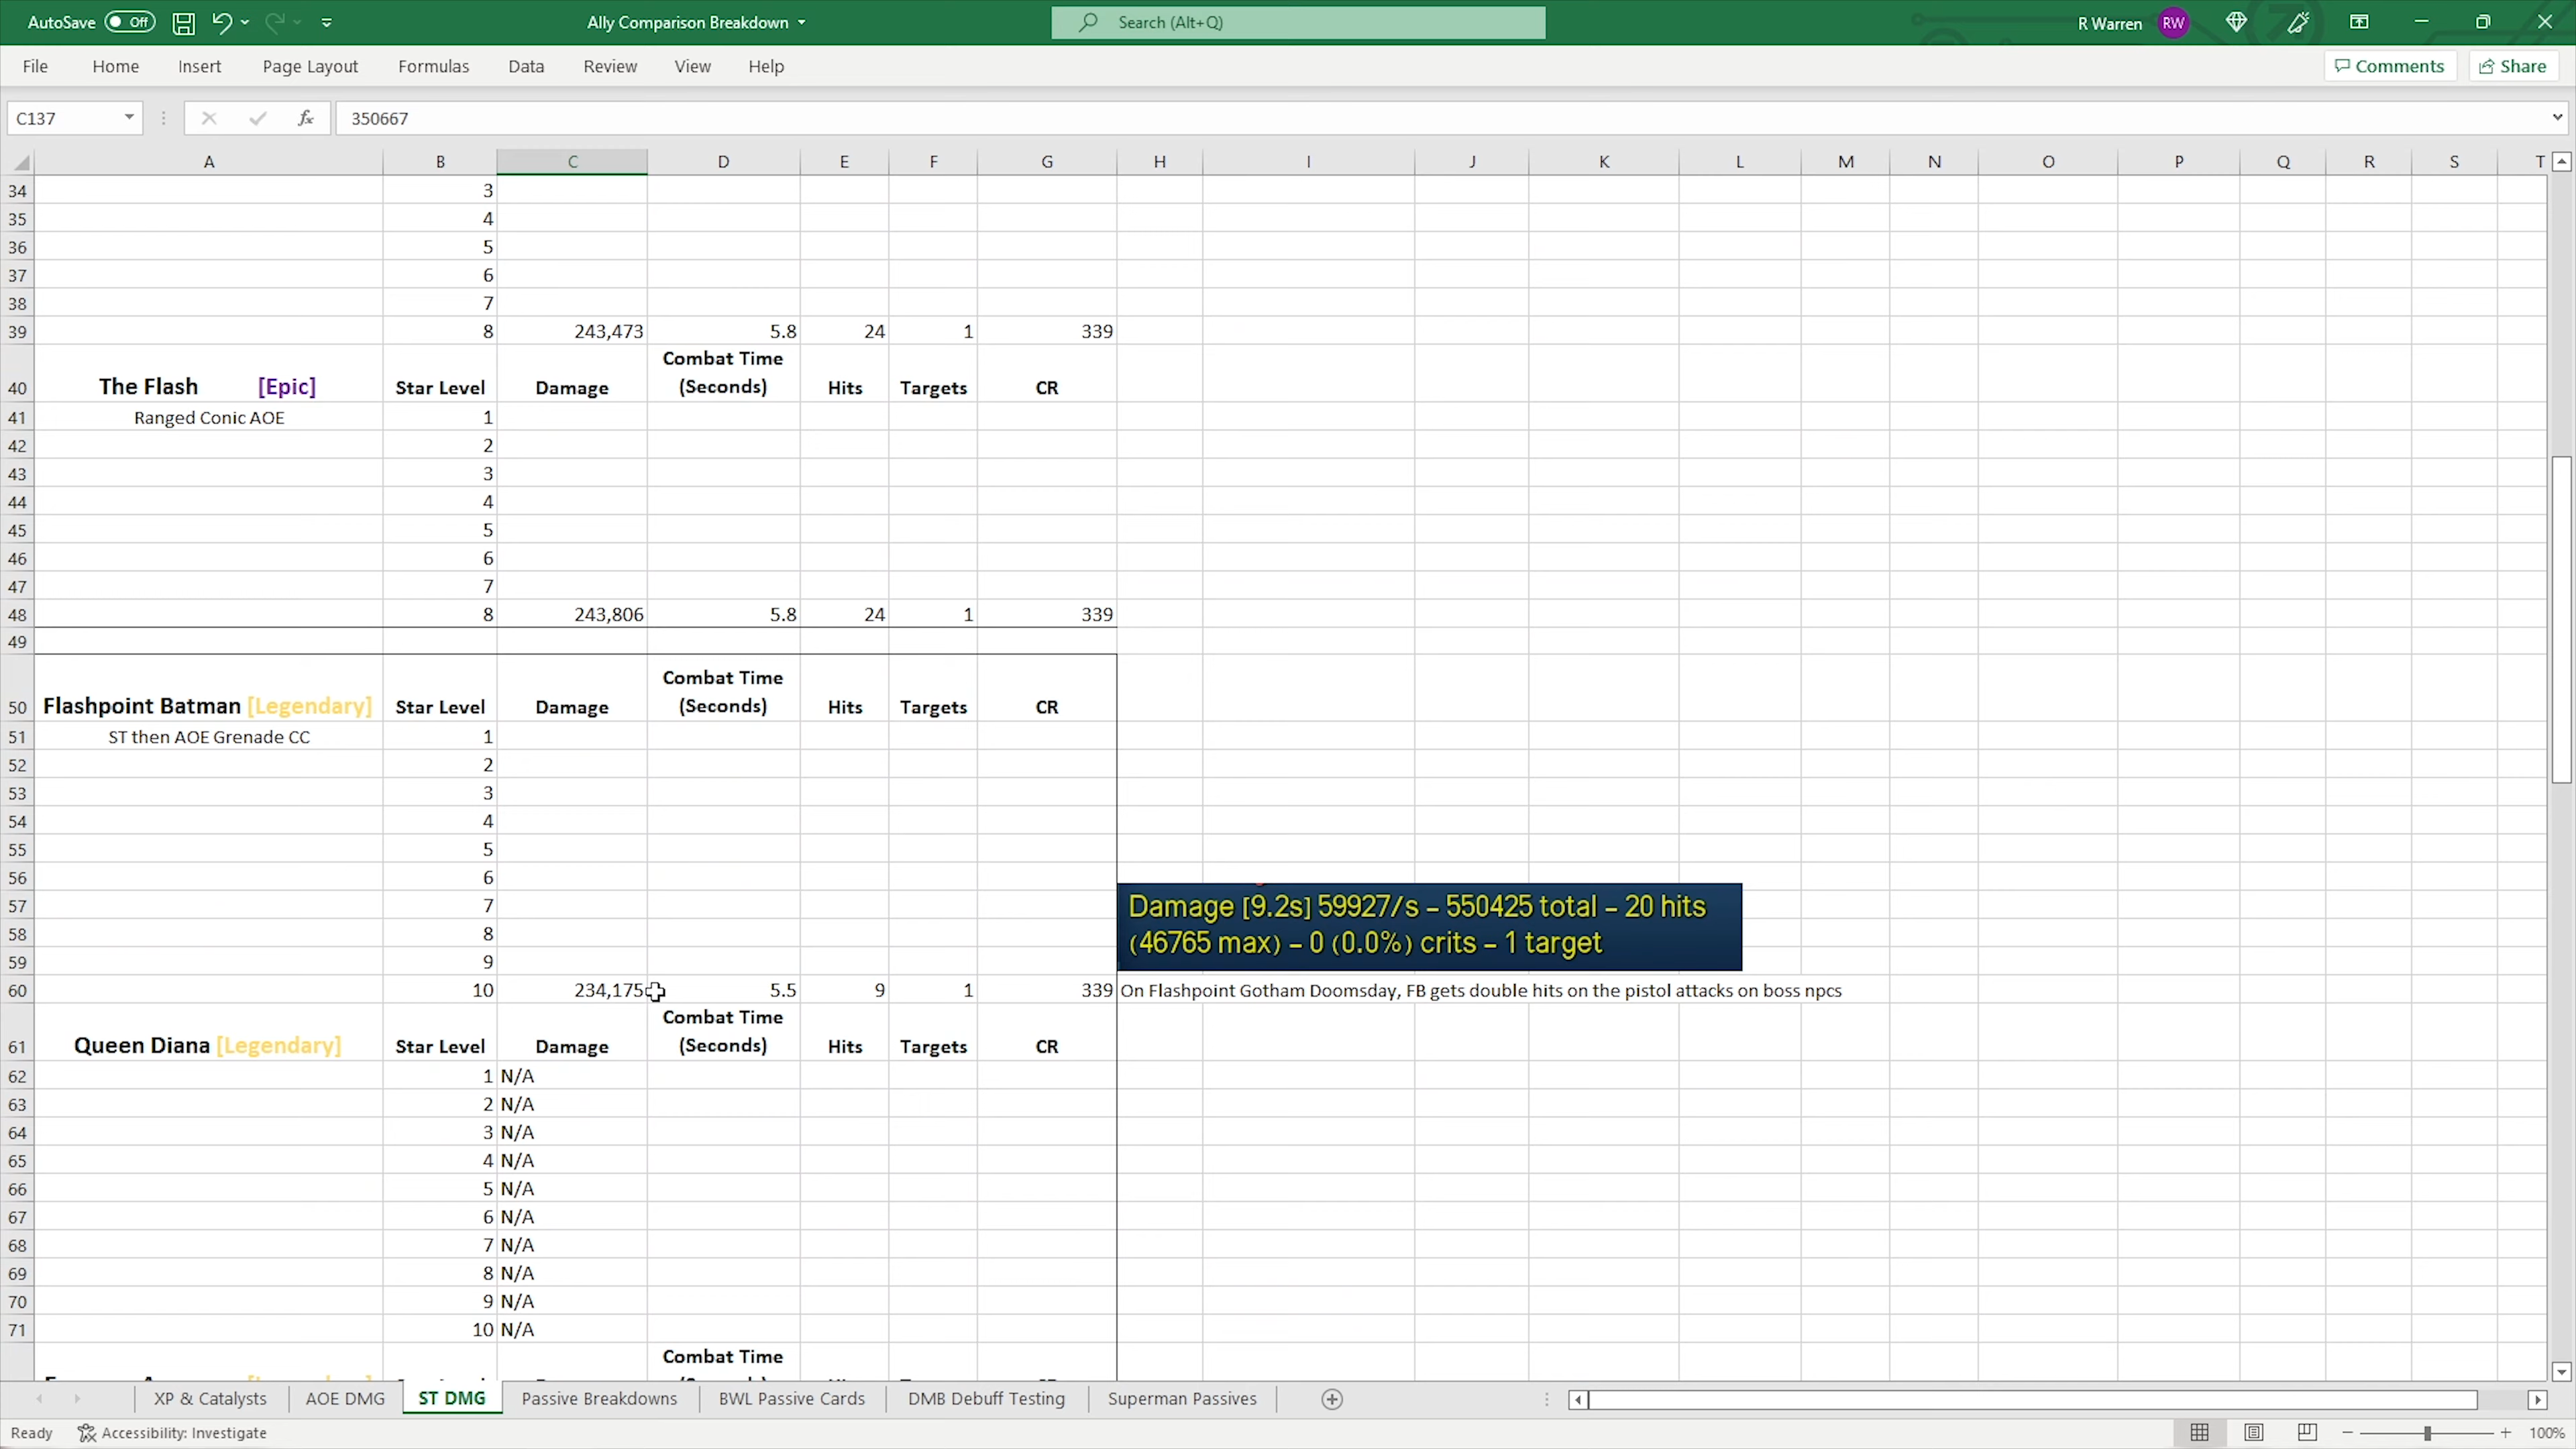 AutoSave Off Ally Comparison Breakdown Search (Alt+Q) R Warren RW
File Home Insert Page Layout Formulas Data Review View Help Comments Share
C137 fx 350667
A B C D E F G H I J K L M N O P Q R S T
34 3
35 4
36 5
37 6
38 7
39 8 243,473 5.8 24 1 339
Combat Time
40 The Flash [Epic] Star Level Damage (Seconds) Hits Targets CR
41 Ranged Conic AOE 1
42 2
43 3
44 4
45 5
46 6
47 7
48 8 243,806 5.8 24 1 339
49
Combat Time
50 Flashpoint Batman [Legendary] Star Level Damage (Seconds) Hits Targets CR
51 ST then AOE Grenade CC 1
52 2
53 3
54 4
55 5
56 6
57 7
Damage [9.2s] 59927/s – 550425 total – 20 hits
58 8
(46765 max) – 0 (0.0%) crits – 1 target
59 9
60 10 234,175 5.5 9 1 339 On Flashpoint Gotham Doomsday, FB gets double hits on the pistol attacks on boss npcs
Combat Time
61 Queen Diana [Legendary] Star Level Damage (Seconds) Hits Targets CR
62 1 N/A
63 2 N/A
64 3 N/A
65 4 N/A
66 5 N/A
67 6 N/A
68 7 N/A
69 8 N/A
70 9 N/A
71 10 N/A
Combat Time
XP & Catalysts AOE DMG ST DMG Passive Breakdowns BWL Passive Cards DMB Debuff Testing Superman Passives
Ready Accessibility: Investigate 100%